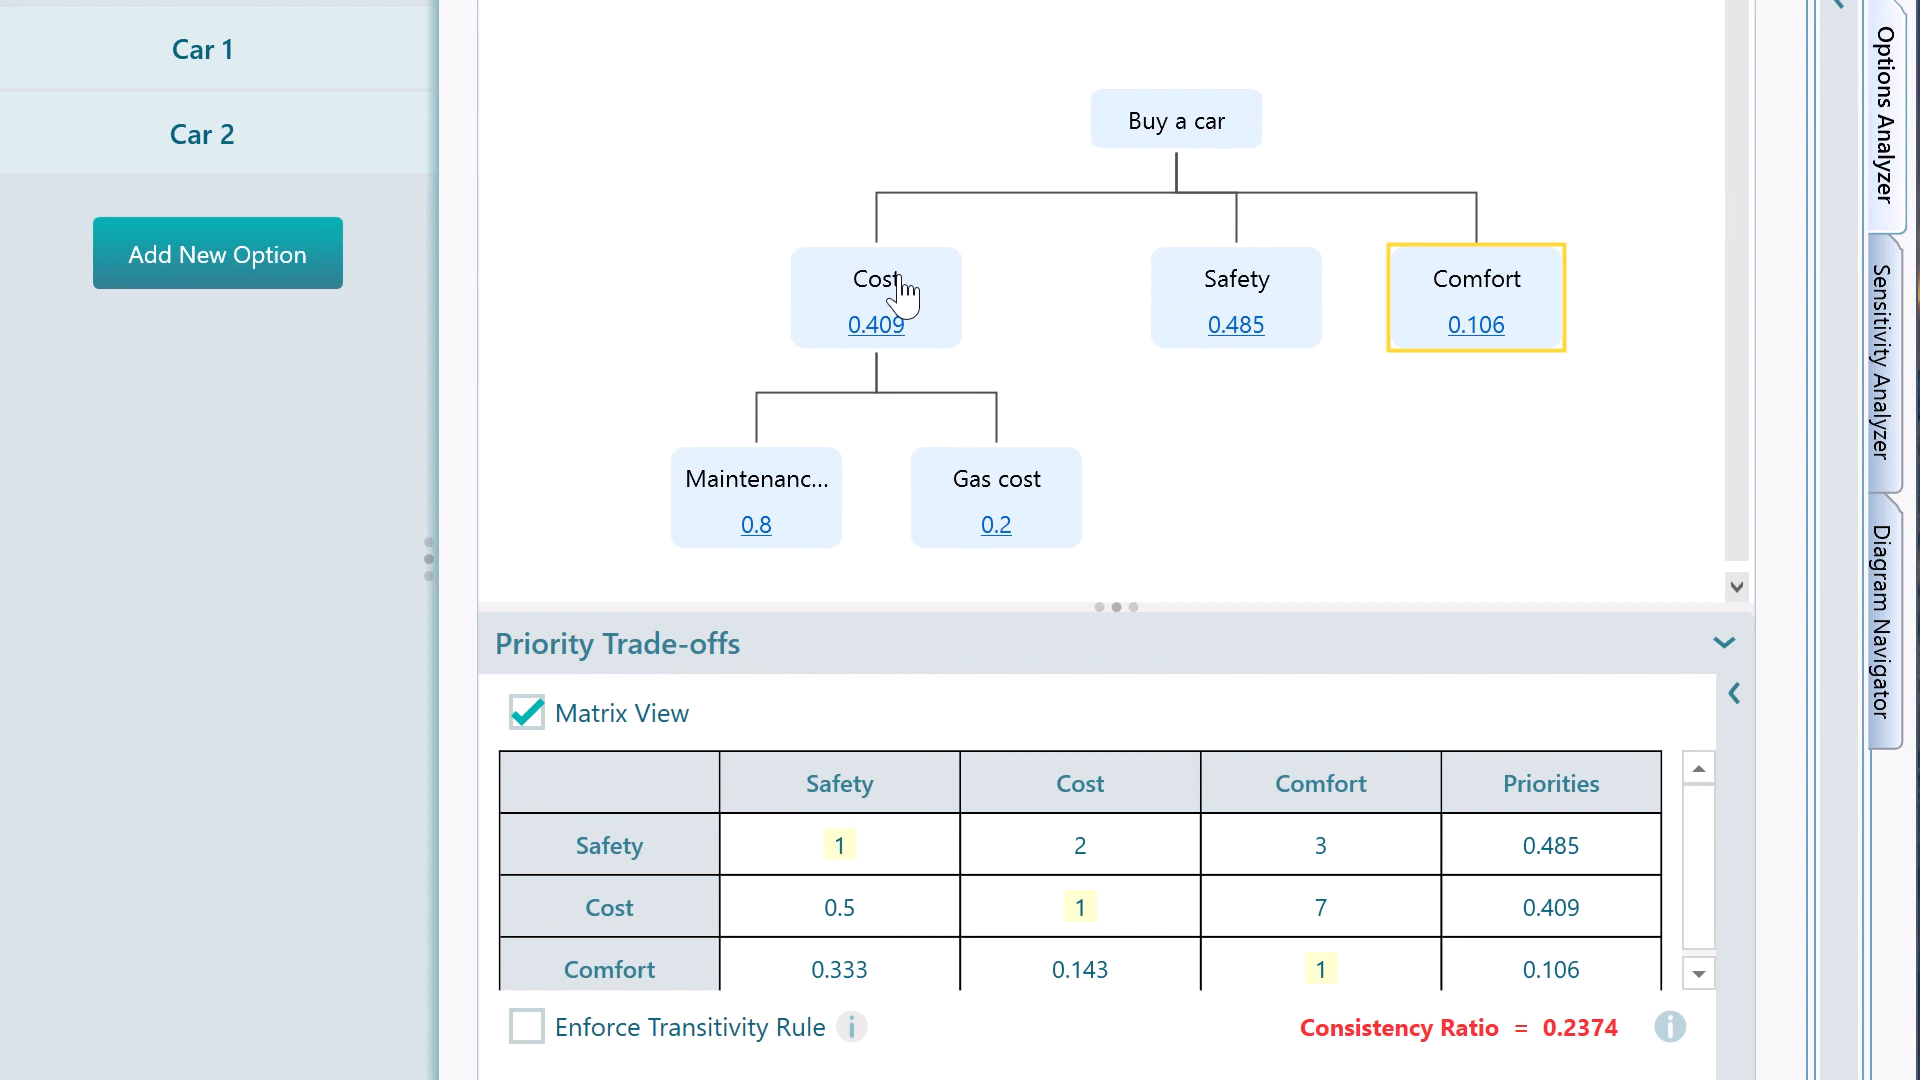 Car 1
Car 2
Add New Option
Buy a car
Cost
0.409
Safety
0.485
Comfort
0.106
Maintenanc...
0.8
Gas cost
0.2
Options Analyzer
Sensitivity Analyzer
Diagram Navigator
Priority Trade-offs
Matrix View
Safety Cost Comfort Priorities
Safety 1 2 3 0.485
Cost 0.5 1 7 0.409
Comfort 0.333 0.143 1 0.106
Enforce Transitivity Rule i
Consistency Ratio = 0.2374 i